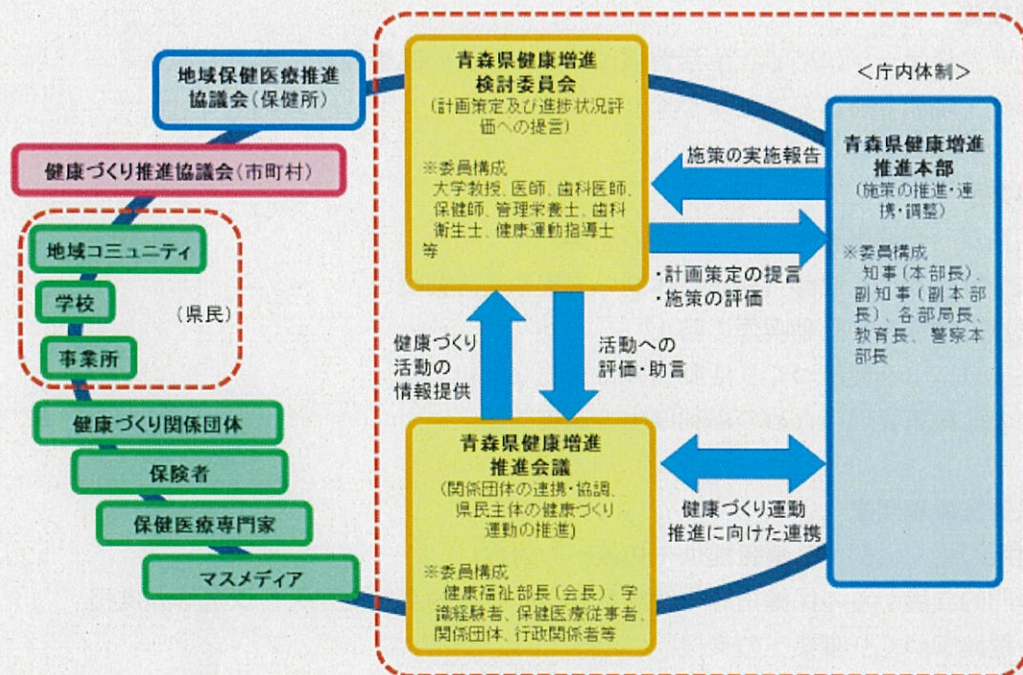 地域保健医療推進
協議会(保健所)
健康づくり推進協議会(市町村)
地域コミュニティ
学校
(県民)
事業所
健康づくり関係団体
保険者
保健医療専門家
マスメディア
青森県健康増進
検討委員会
(計画策定及び進捗状況評
価への提言)
※委員構成
大学教授、医師、歯科医師、
保健師、管理栄養士、歯科
衛生士、健康運動指導士
等
健康づくり
活動の
情報提供
活動への
評価・助言
青森県健康増進
推進会議
(関係団体の連携・協調、
県民主体の健康づくり
運動の推進)
※委員構成
健康福祉部長(会長)、学
識経験者、保健医療従事者、
関係団体、行政関係者等
施策の実施報告
・計画策定の提言
・施策の評価
健康づくり運動
推進に向けた連携
<庁内体制>
青森県健康増進
推進本部
(施策の推進・連
携・調整)
※委員構成
知事(本部長)、
副知事(副本部
長)、各部局長、
教育長、警察本
部長